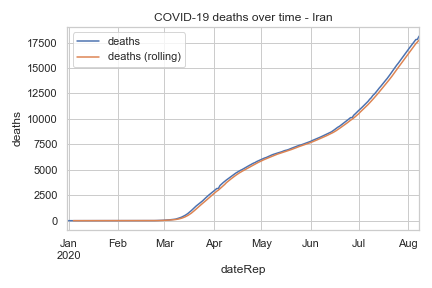 COVID-19 deaths over time - Iran
deaths
deaths (rolling)
17500
15000
12500
10000
7500
5000
2500
0
deaths
Jan Feb Mar Apr May Jun Jul Aug
2020
dateRep